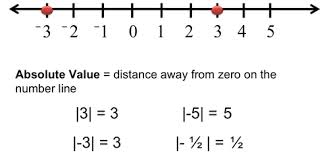 ⁻3 ⁻2 ⁻1 0 1 2 3 4 5
Absolute Value = distance away from zero on the
number line
|3| = 3 |-5| = 5
|-3| = 3 |- ½ | = ½